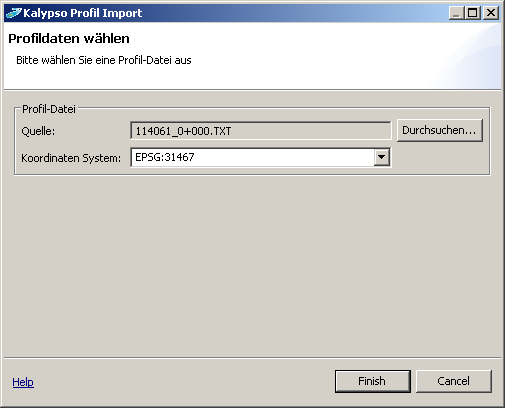 Kalypso Profil Import
Profildaten wählen
Bitte wählen Sie eine Profil-Datei aus
Profil-Datei
Quelle: 114061_0+000.TXT Durchsuchen...
Koordinaten System: EPSG:31467
Help Finish Cancel